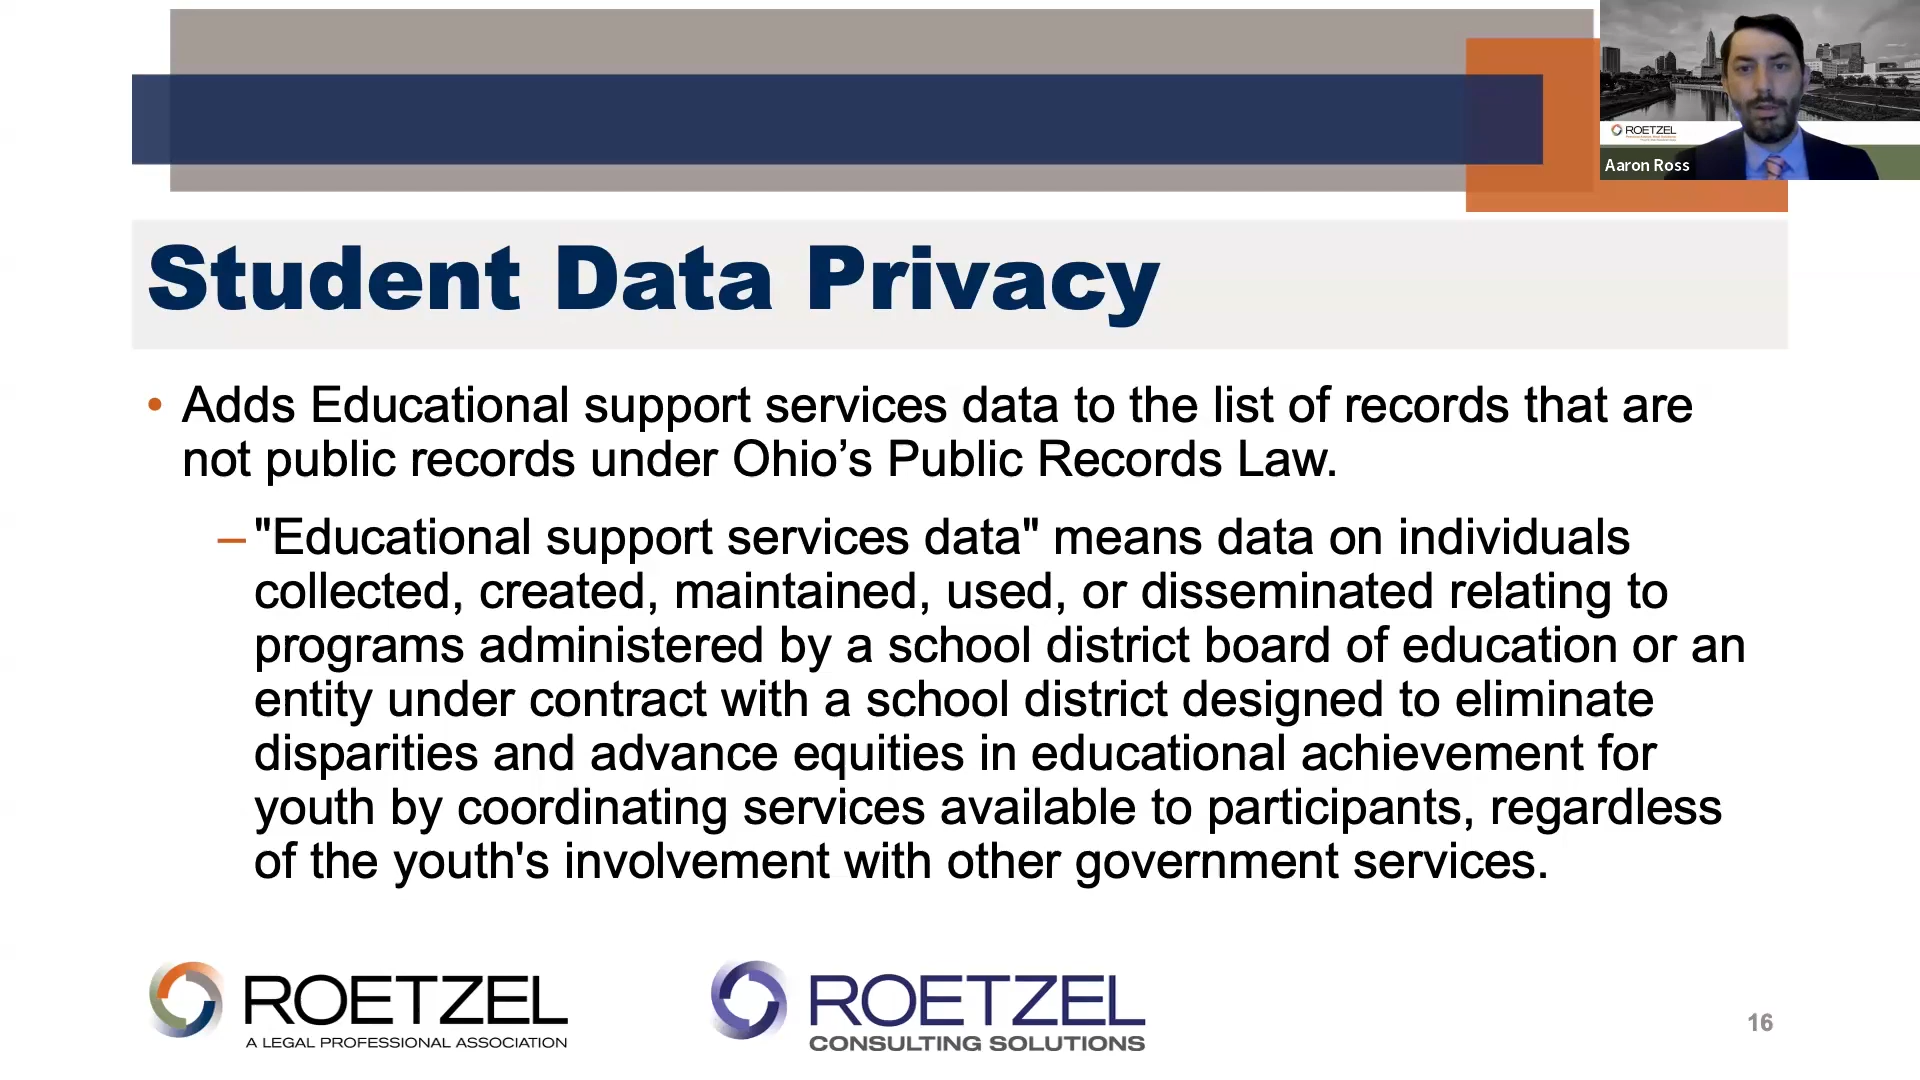 ROETZEL
Aaron Ross
Student Data Privacy
• Adds Educational support services data to the list of records that are
not public records under Ohio’s Public Records Law.
– "Educational support services data" means data on individuals
collected, created, maintained, used, or disseminated relating to
programs administered by a school district board of education or an
entity under contract with a school district designed to eliminate
disparities and advance equities in educational achievement for
youth by coordinating services available to participants, regardless
of the youth's involvement with other government services.
ROETZEL
A LEGAL PROFESSIONAL ASSOCIATION
ROETZEL
CONSULTING SOLUTIONS
16